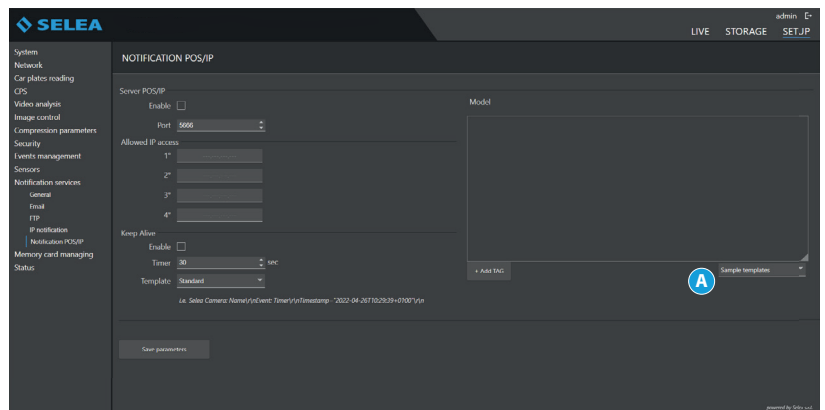 SELEA
admin
LIVE STORAGE SETUP
System
Network
Car plates reading
CPS
Video analysis
Image control
Compression parameters
Security
Events management
Sensors
Notification services
General
Email
FTP
IP notification
Notification POS/IP
Memory card managing
Status
NOTIFICATION POS/IP
Server POS/IP
Enable
Port 5666
Allowed IP access
1°
2°
3°
4°
Keep Alive
Enable
Timer 30 sec
Template Standard
i.e. Selea Camera: Name\r\nEvent: Timer\r\nTimestamp - "2022-04-26T10:29:39+0100"\r\n
Model
+ Add TAG
A
Sample templates
Save parameters
powered by Selea s.r.l.